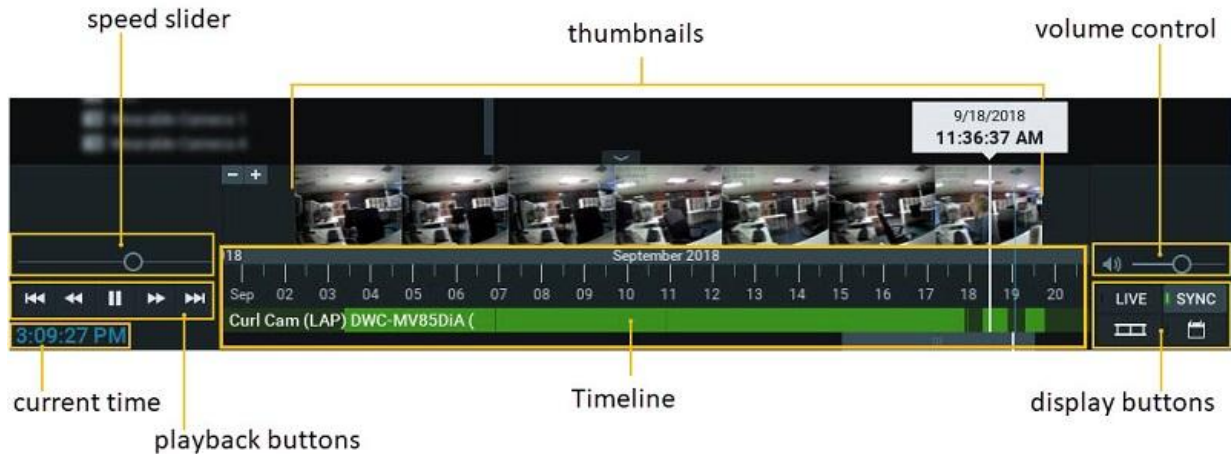 speed slider
thumbnails
volume control
9/18/2018
11:36:37 AM
- +
18
September 2018
Sep 02 03 04 05 06 07 08 09 10 11 12 13 14 15 16 17 18 19 20
Curl Cam (LAP) DWC-MV85DiA (
LIVE SYNC
3:09:27 PM
current time
Timeline
display buttons
playback buttons